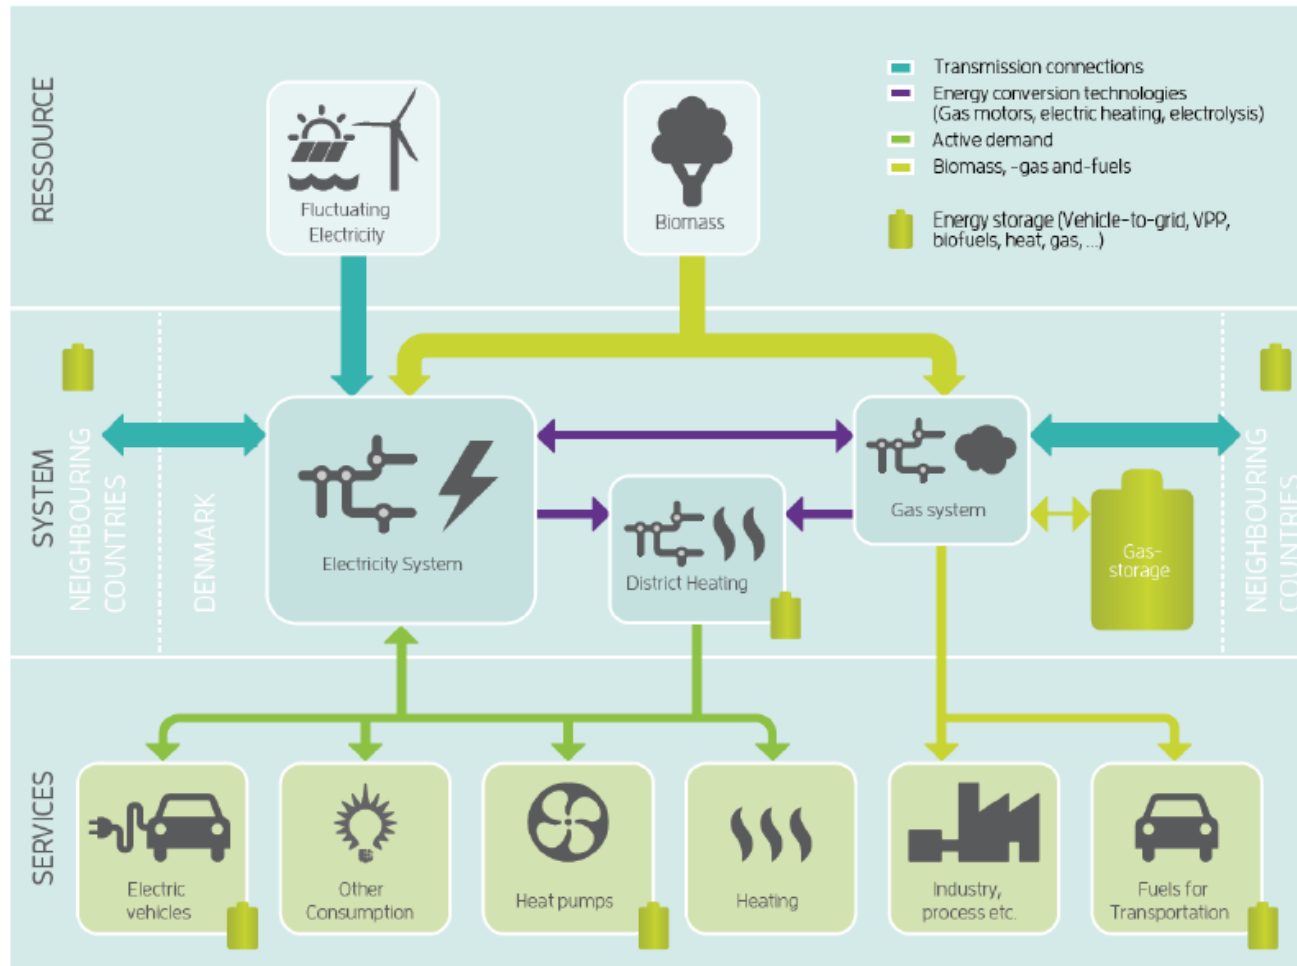 RESSOURCE
Fluctuating
Electricity
Biomass
Transmission connections
Energy conversion technologies
(Gas motors, electric heating, electrolysis)
Active demand
Biomass, -gas and-fuels
Energy storage (Vehicle-to-grid, VPP,
biofuels, heat, gas, ...)
SYSTEM
NEIGHBOURING
COUNTRIES
DENMARK
Electricity System
District Heating
Gas system
Gas-
storage
NEIGHBOURING
COUNTRIES
SERVICES
Electric
vehicles
Other
Consumption
Heat pumps
Heating
Industry,
process etc.
Fuels for
Transportation